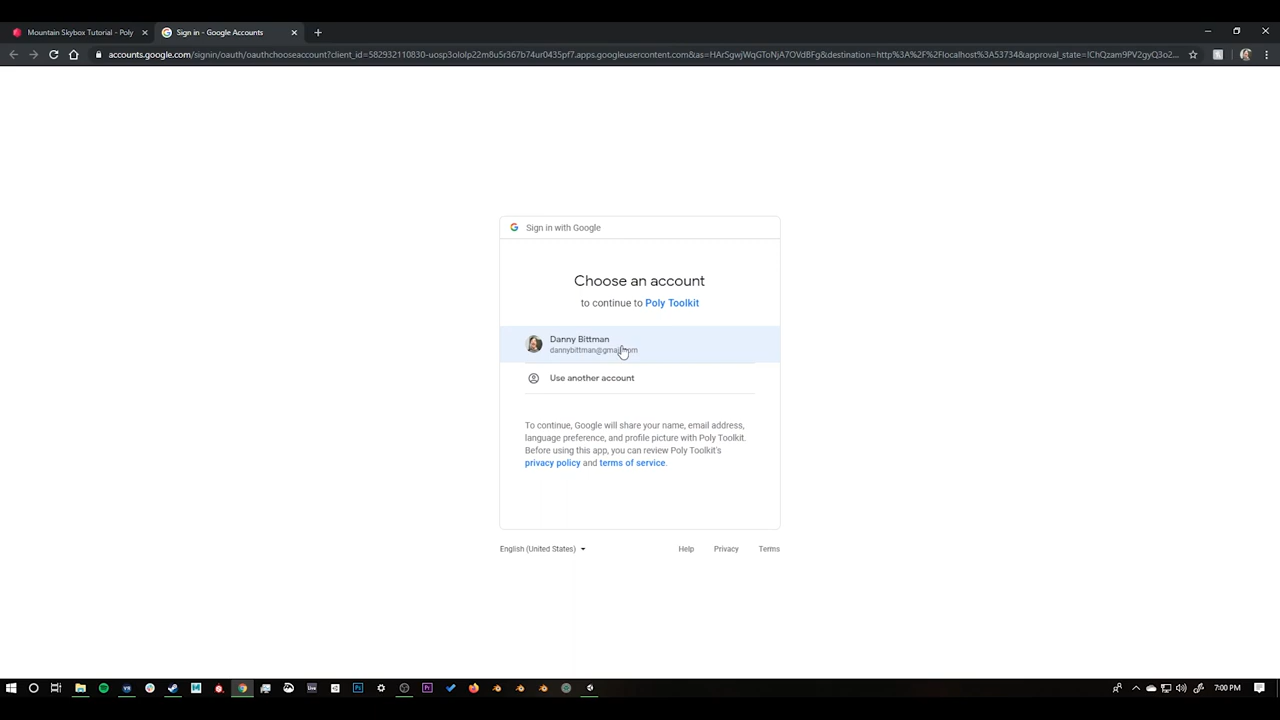 Mountain Skybox Tutorial - Poly
Sign in - Google Accounts
Sign in with Google
Choose an account
to continue to Poly Toolkit
Danny Bittman
Use another account
To continue, Google will share your name, email address,
language preference, and profile picture with Poly Toolkit.
Before using this app, you can review Poly Toolkit's
privacy policy and terms of service.
English (United States)
Help Privacy Terms
7:00 PM